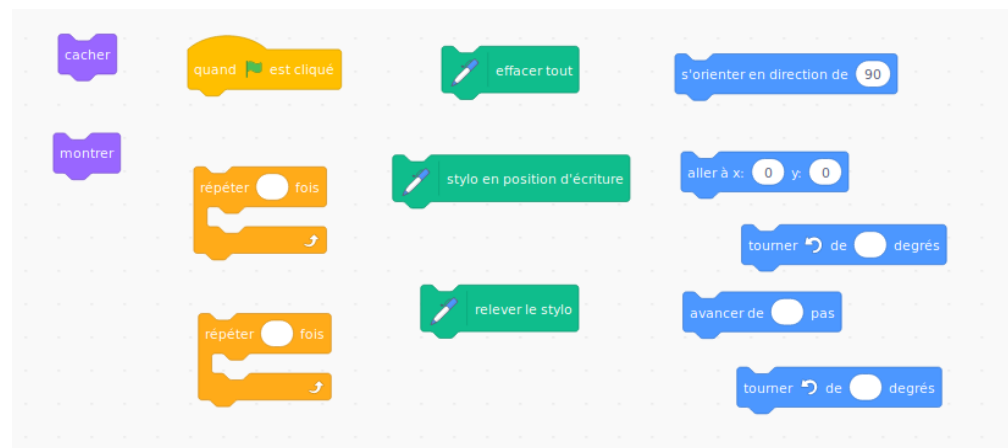 cacher
quand est cliqué
effacer tout
s'orienter en direction de 90
montrer
stylo en position d'écriture
aller à x: 0 y: 0
répéter fois
tourner de degrés
relever le stylo
avancer de pas
répéter fois
tourner de degrés